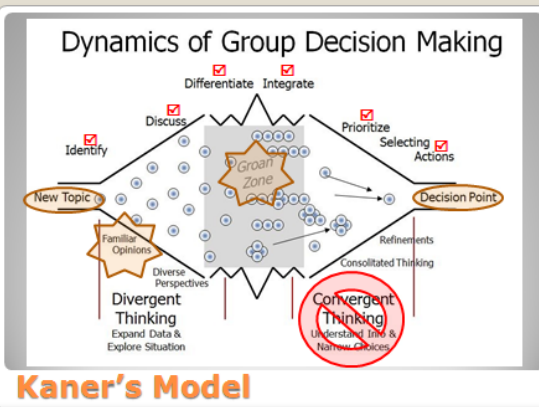 Dynamics of Group Decision Making
Differentiate Integrate
Discuss
Prioritize
Identify
Selecting
Actions
Groan
Zone
New Topic
Decision Point
Familiar
Opinions
Refinements
Diverse
Perspectives
Consolitated Thinking
Divergent
Thinking
Expand Data &
Explore Situation
Convergent
Thinking
Understand Info &
Narrow Choices
Kaner's Model